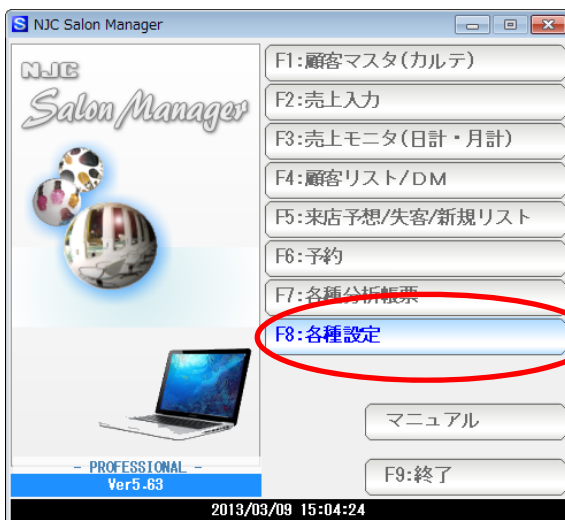 S NJC Salon Manager
NJC
Salon Manager
F1:顧客マスタ(カルテ)
F2:売上入力
F3:売上モニタ(日計・月計)
F4:顧客リスト/DM
F5:来店予想/失客/新規リスト
F6:予約
F7:各種分析帳票
F8:各種設定
マニュアル
F9:終了
- PROFESSIONAL -
Ver5.63
2013/03/09 15:04:24